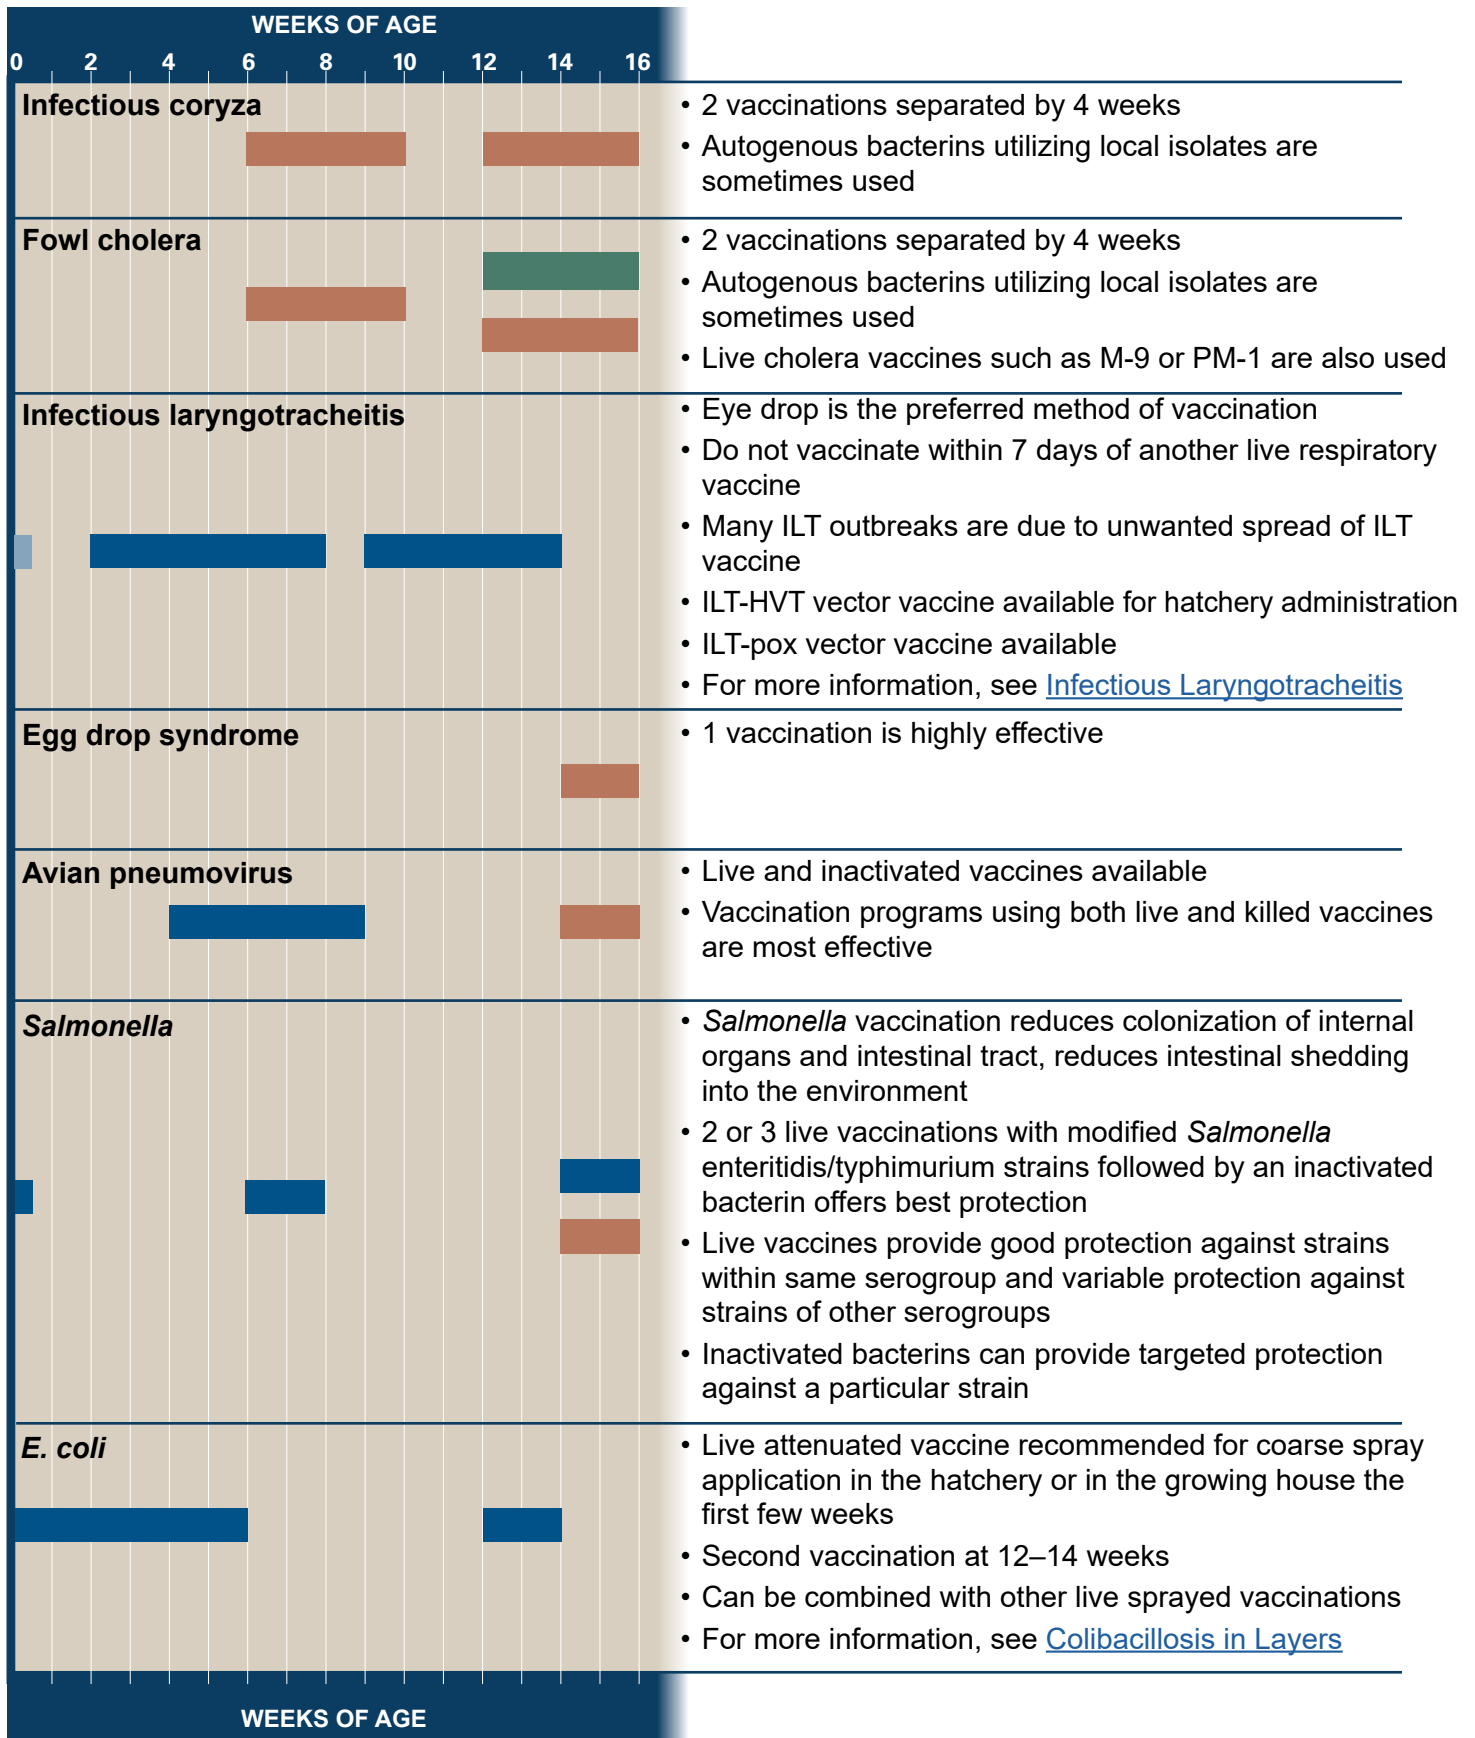 WEEKS OF AGE
0 2 4 6 8 10 12 14 16
Infectious coryza
• 2 vaccinations separated by 4 weeks
• Autogenous bacterins utilizing local isolates are
sometimes used
Fowl cholera
• 2 vaccinations separated by 4 weeks
• Autogenous bacterins utilizing local isolates are
sometimes used
• Live cholera vaccines such as M-9 or PM-1 are also used
Infectious laryngotracheitis
• Eye drop is the preferred method of vaccination
• Do not vaccinate within 7 days of another live respiratory
vaccine
• Many ILT outbreaks are due to unwanted spread of ILT
vaccine
• ILT-HVT vector vaccine available for hatchery administration
• ILT-pox vector vaccine available
• For more information, see Infectious Laryngotracheitis
Egg drop syndrome
• 1 vaccination is highly effective
Avian pneumovirus
• Live and inactivated vaccines available
• Vaccination programs using both live and killed vaccines
are most effective
Salmonella
• Salmonella vaccination reduces colonization of internal
organs and intestinal tract, reduces intestinal shedding
into the environment
• 2 or 3 live vaccinations with modified Salmonella
enteritidis/typhimurium strains followed by an inactivated
bacterin offers best protection
• Live vaccines provide good protection against strains
within same serogroup and variable protection against
strains of other serogroups
• Inactivated bacterins can provide targeted protection
against a particular strain
E. coli
• Live attenuated vaccine recommended for coarse spray
application in the hatchery or in the growing house the
first few weeks
• Second vaccination at 12–14 weeks
• Can be combined with other live sprayed vaccinations
• For more information, see Colibacillosis in Layers
WEEKS OF AGE